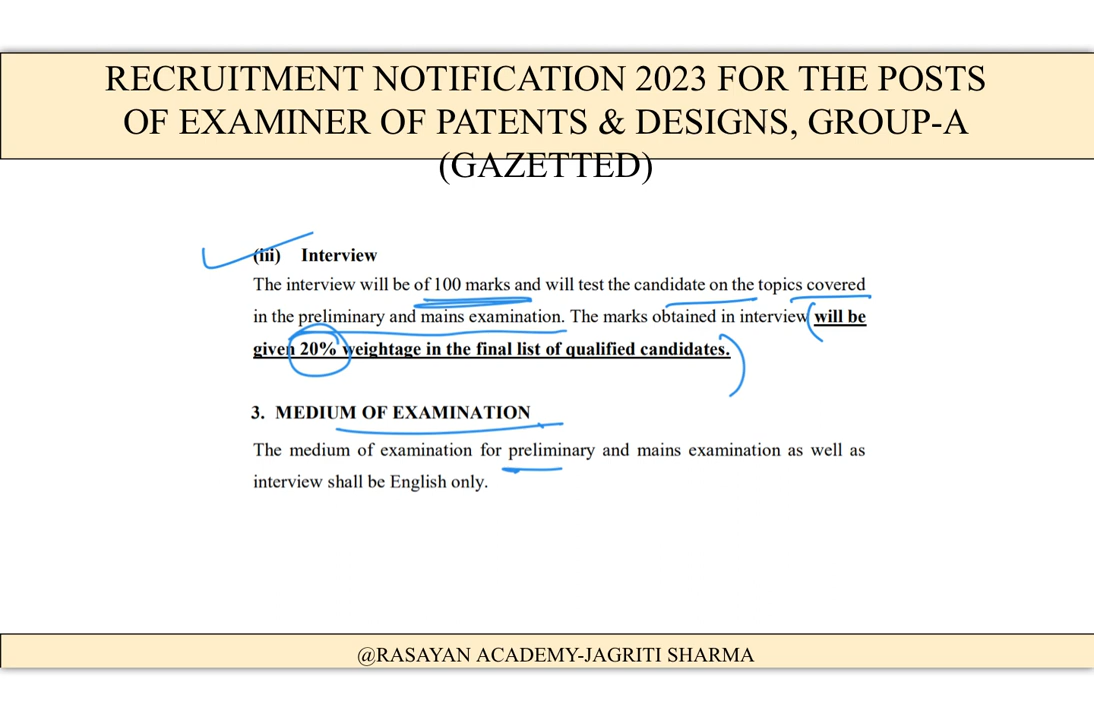 RECRUITMENT NOTIFICATION 2023 FOR THE POSTS
OF EXAMINER OF PATENTS & DESIGNS, GROUP-A
(GAZETTED)
(iii) Interview
The interview will be of 100 marks and will test the candidate on the topics covered
in the preliminary and mains examination. The marks obtained in interview will be
given 20% weightage in the final list of qualified candidates.
3. MEDIUM OF EXAMINATION
The medium of examination for preliminary and mains examination as well as
interview shall be English only.
@RASAYAN ACADEMY-JAGRITI SHARMA